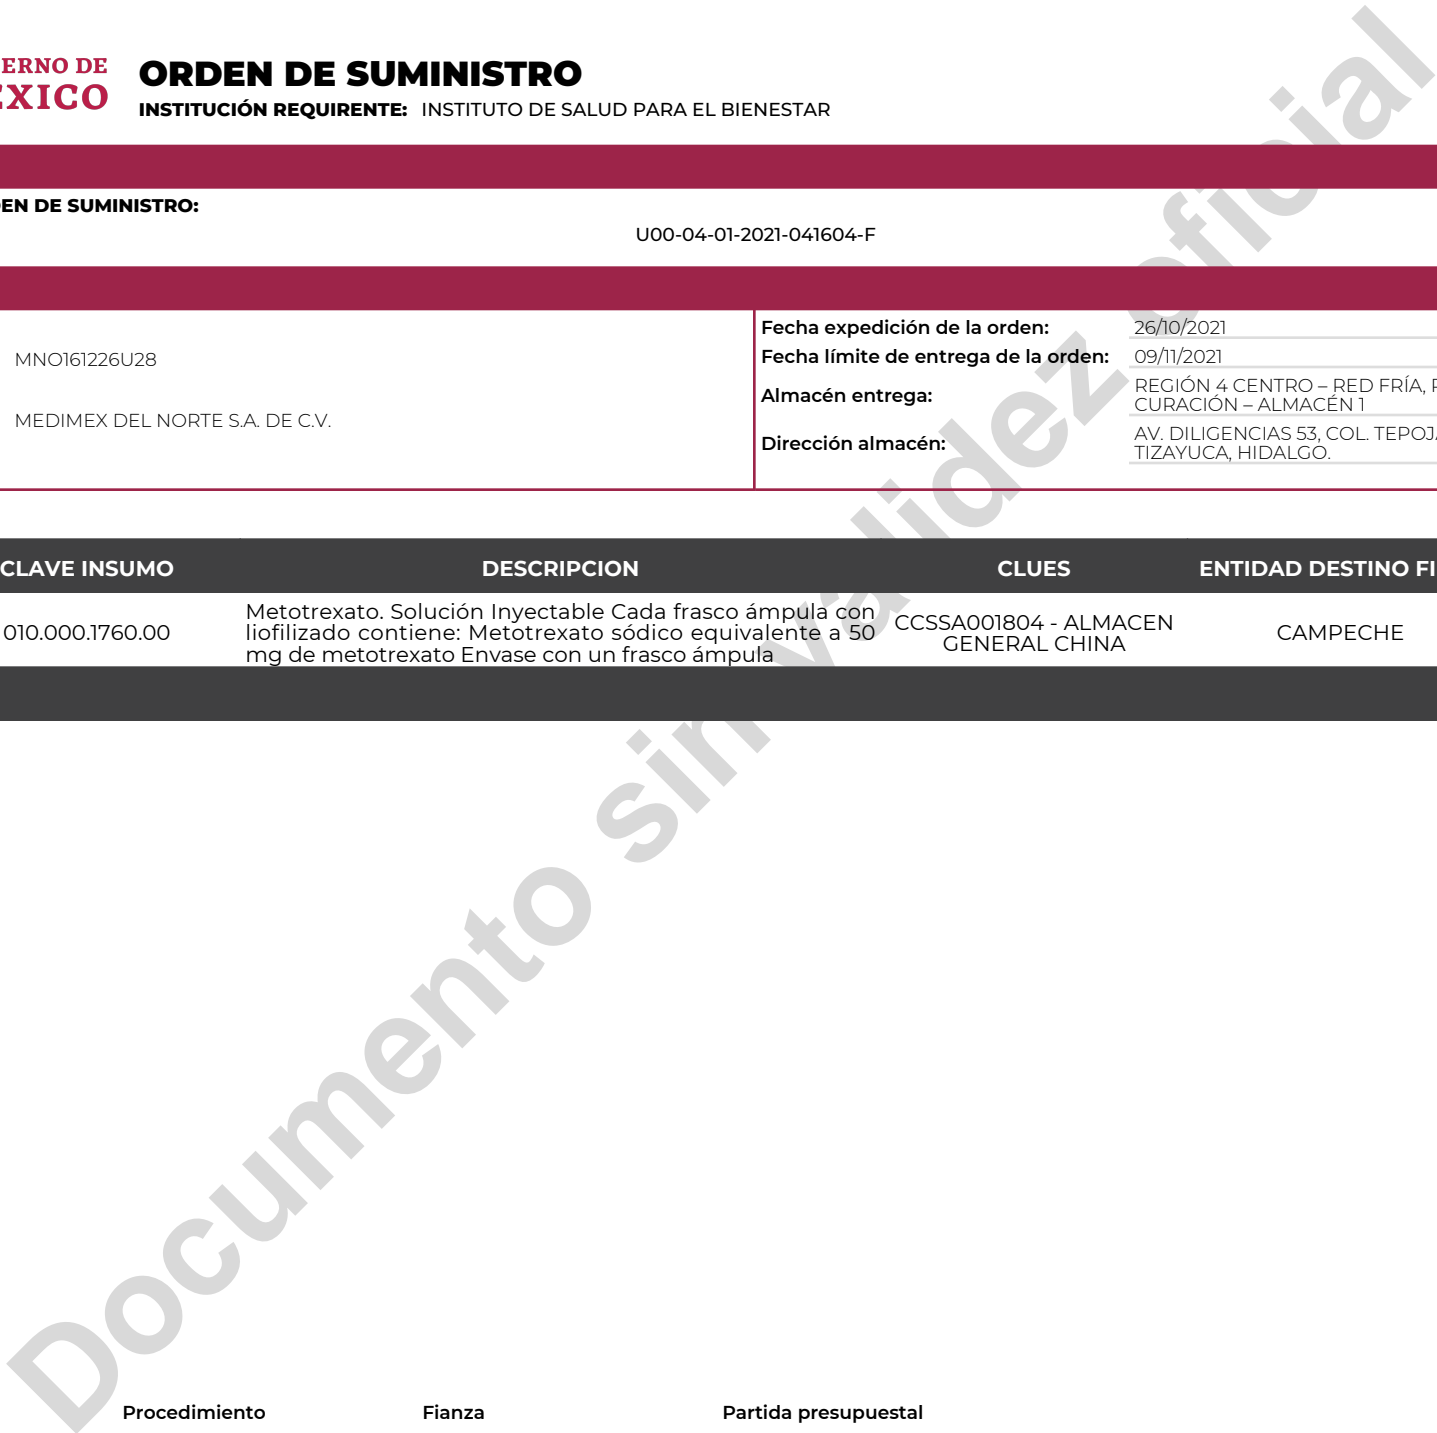 ERNO DE
ORDEN DE SUMINISTRO
EXICO
INSTITUCIÓN REQUIRENTE: INSTITUTO DE SALUD PARA EL BIENESTAR
EN DE SUMINISTRO:
U00-04-01-2021-041604-F
Fecha expedición de la orden: 26/10/2021
MNO161226U28
Fecha límite de entrega de la orden: 09/11/2021
Almacén entrega: REGIÓN 4 CENTRO – RED FRÍA,
CURACIÓN – ALMACÉN 1
MEDIMEX DEL NORTE S.A. DE C.V.
Dirección almacén: AV. DILIGENCIAS 53, COL. TEPOJ
TIZAYUCA, HIDALGO.
CLAVE INSUMO DESCRIPCION CLUES ENTIDAD DESTINO FI
010.000.1760.00
Metotrexato. Solución Inyectable Cada frasco ámpula con
liofilizado contiene: Metotrexato sódico equivalente a 50
mg de metotrexato Envase con un frasco ámpula
CCSSA001804 - ALMACEN
GENERAL CHINA
CAMPECHE
Documento sin validez oficial
Procedimiento Fianza Partida presupuestal